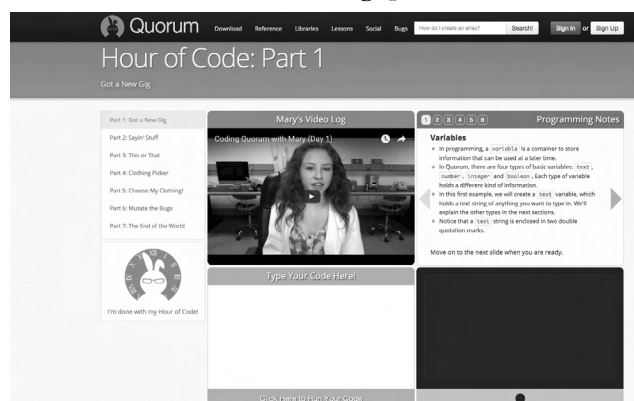 Quorum
Download Reference Libraries Lessons Social Bugs How do I create an array? Search! Sign In or Sign Up
Hour of Code: Part 1
Got a New Gig
Part 1: Got a New Gig
Part 2: Sayin' Stuff
Part 3: This or That
Part 4: Clothing Picker
Part 5: Choose My Clothing!
Part 6: Mutate the Bugs
Part 7: The End of the World
I'm done with my Hour of Code!
Mary's Video Log
Coding Quorum with Mary (Day 1)
1 2 3 4 5 6 Programming Notes
Variables
In programming, a variable is a container to store
information that can be used at a later time.
In Quorum, there are four types of basic variables: text,
number, integer and boolean. Each type of variable
holds a different kind of information.
In this first example, we will create a text variable, which
holds a text string of anything you want to type in. We'll
explain the other types in the next sections.
Notice that a text string is enclosed in two double
quotation marks.
Move on to the next slide when you are ready.
Type Your Code Here!
Click Here to Run Your Code